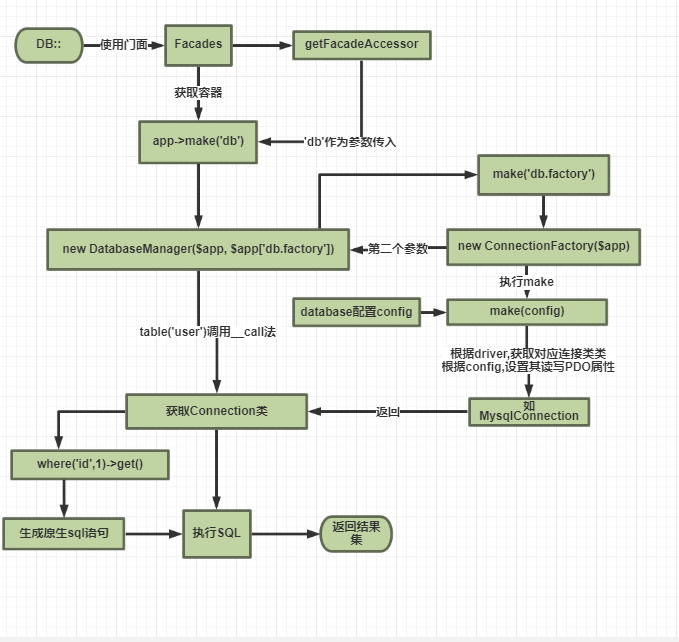 DB::
使用门面
Facades
getFacadeAccessor
获取容器
app->make('db')
'db'作为参数传入
make('db.factory')
new DatabaseManager($app, $app['db.factory'])
第二个参数
new ConnectionFactory($app)
执行make
database配置config
make(config)
table('user')调用__call法
根据driver,获取对应连接类类
根据config,设置其读写PDO属性
获取Connection类
返回
如
MysqlConnection
where('id',1)->get()
生成原生sql语句
执行SQL
返回结果
集